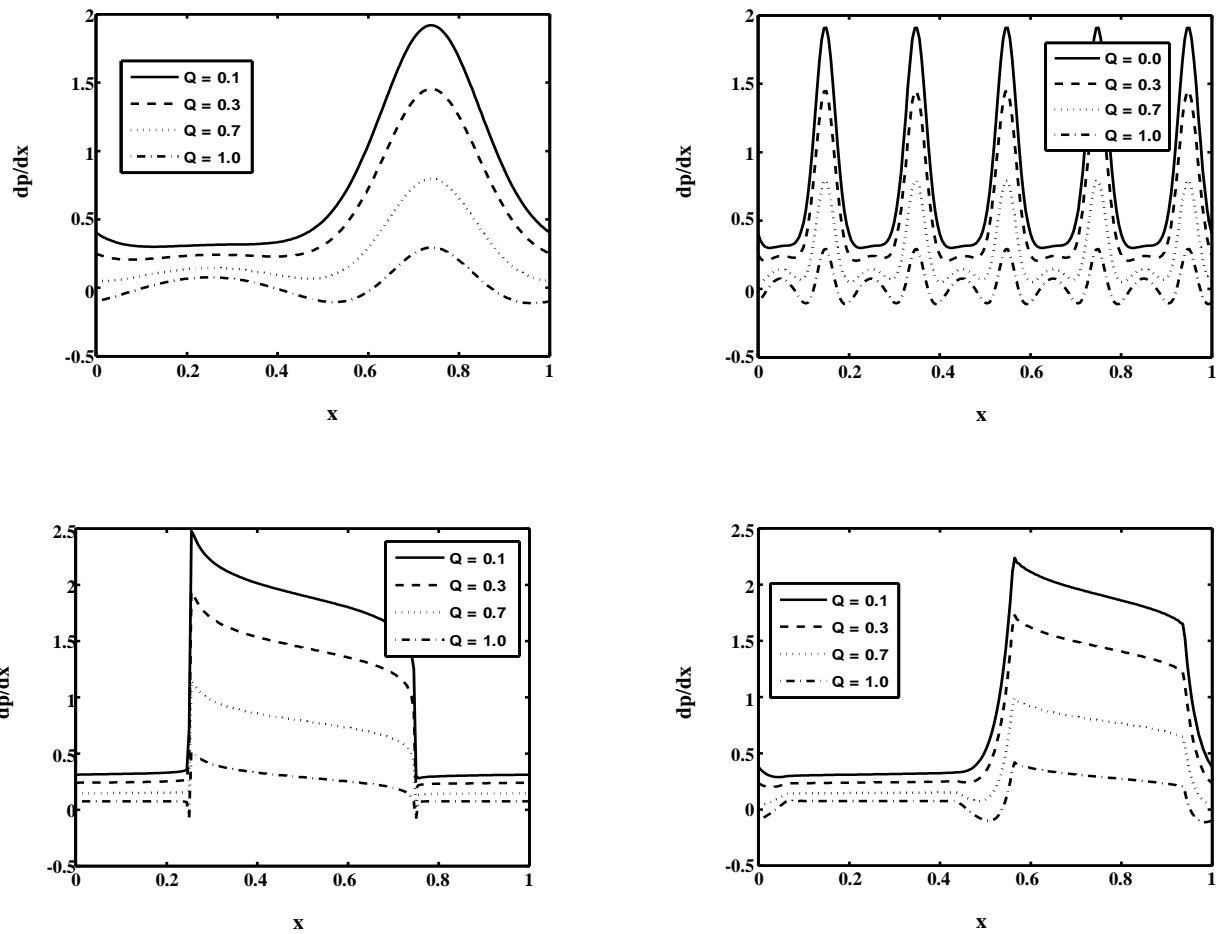 2
1.5
1
0.5
0
-0.5
dp/dx
0 0.2 0.4 0.6 0.8 1
x
Q = 0.1
Q = 0.3
Q = 0.7
Q = 1.0
2
1.5
1
0.5
0
-0.5
dp/dx
0 0.2 0.4 0.6 0.8 1
x
Q = 0.0
Q = 0.3
Q = 0.7
Q = 1.0
2.5
2
1.5
1
0.5
0
-0.5
dp/dx
0 0.2 0.4 0.6 0.8 1
x
Q = 0.1
Q = 0.3
Q = 0.7
Q = 1.0
2.5
2
1.5
1
0.5
0
-0.5
dp/dx
0 0.2 0.4 0.6 0.8 1
x
Q = 0.1
Q = 0.3
Q = 0.7
Q = 1.0